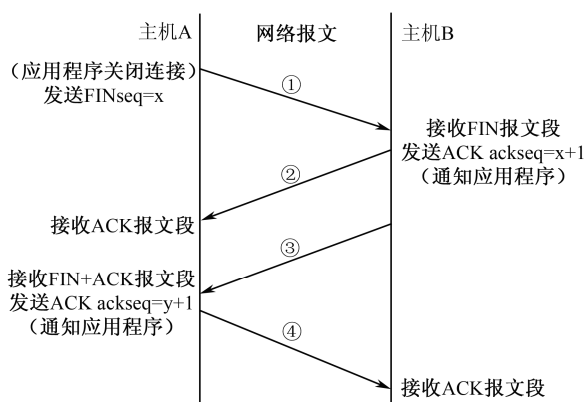 主机A 网络报文 主机B
（应用程序关闭连接）
发送FINseq=x
①
接收FIN报文段
发送ACK ackseq=x+1
（通知应用程序）
②
接收ACK报文段
③
接收FIN+ACK报文段
发送ACK ackseq=y+1
（通知应用程序）
④
接收ACK报文段